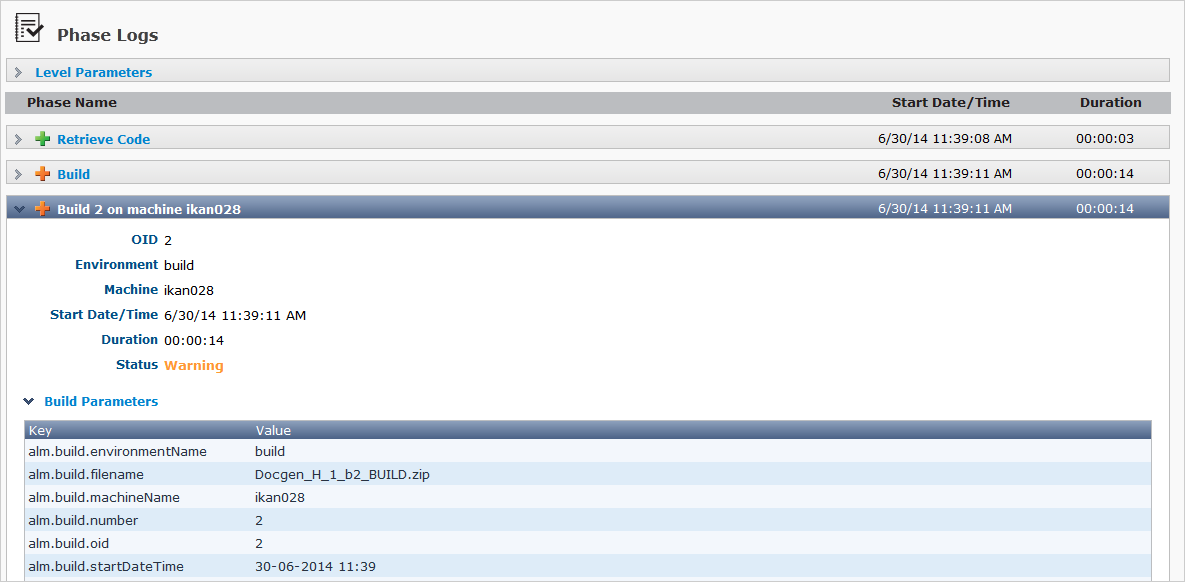 Phase Logs
Level Parameters
Phase Name Start Date/Time Duration
Retrieve Code 6/30/14 11:39:08 AM 00:00:03
Build 6/30/14 11:39:11 AM 00:00:14
Build 2 on machine ikan028 6/30/14 11:39:11 AM 00:00:14
OID 2
Environment build
Machine ikan028
Start Date/Time 6/30/14 11:39:11 AM
Duration 00:00:14
Status Warning
Build Parameters
Key Value
alm.build.environmentName build
alm.build.filename Docgen_H_1_b2_BUILD.zip
alm.build.machineName ikan028
alm.build.number 2
alm.build.oid 2
alm.build.startDateTime 30-06-2014 11:39